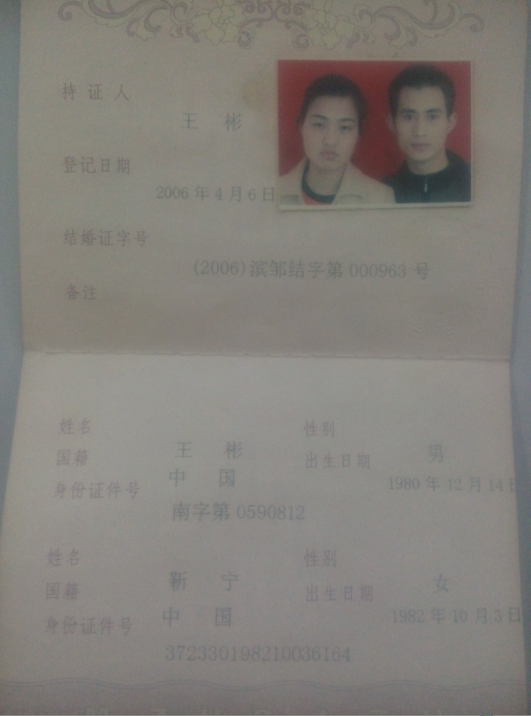 持证人
王 彬
登记日期
2006年4月6日
结婚证字号
(2006)滨邹结字第000963号
备注
姓名 王 彬 性别 男
国籍 中 国 出生日期 1980年12月14日
身份证件号 南字第0590812
姓名 靳 宁 性别 女
国籍 中 国 出生日期 1982年10月3日
身份证件号 372330198210036164